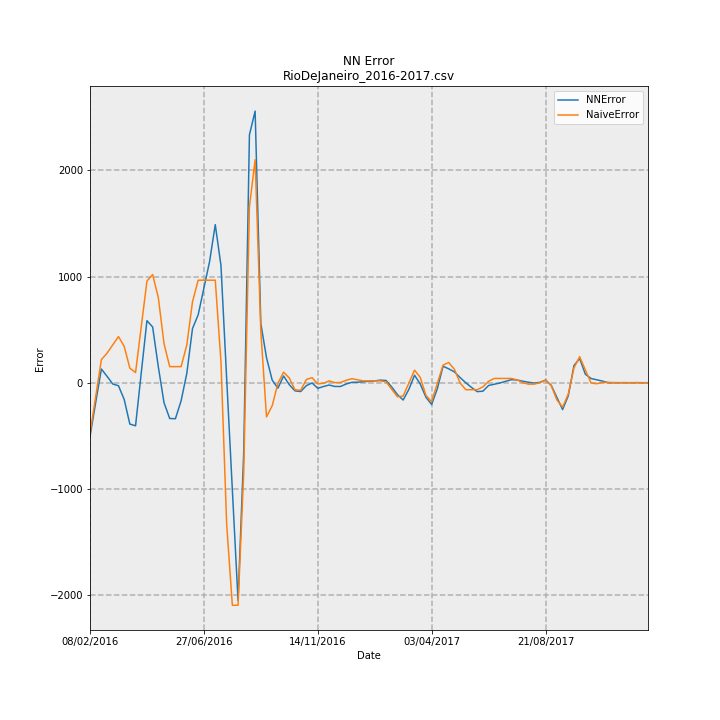 NN Error
RioDeJaneiro_2016-2017.csv
NNError
NaiveError
2000
1000
0
−1000
−2000
Error
08/02/2016
27/06/2016
14/11/2016
03/04/2017
21/08/2017
Date